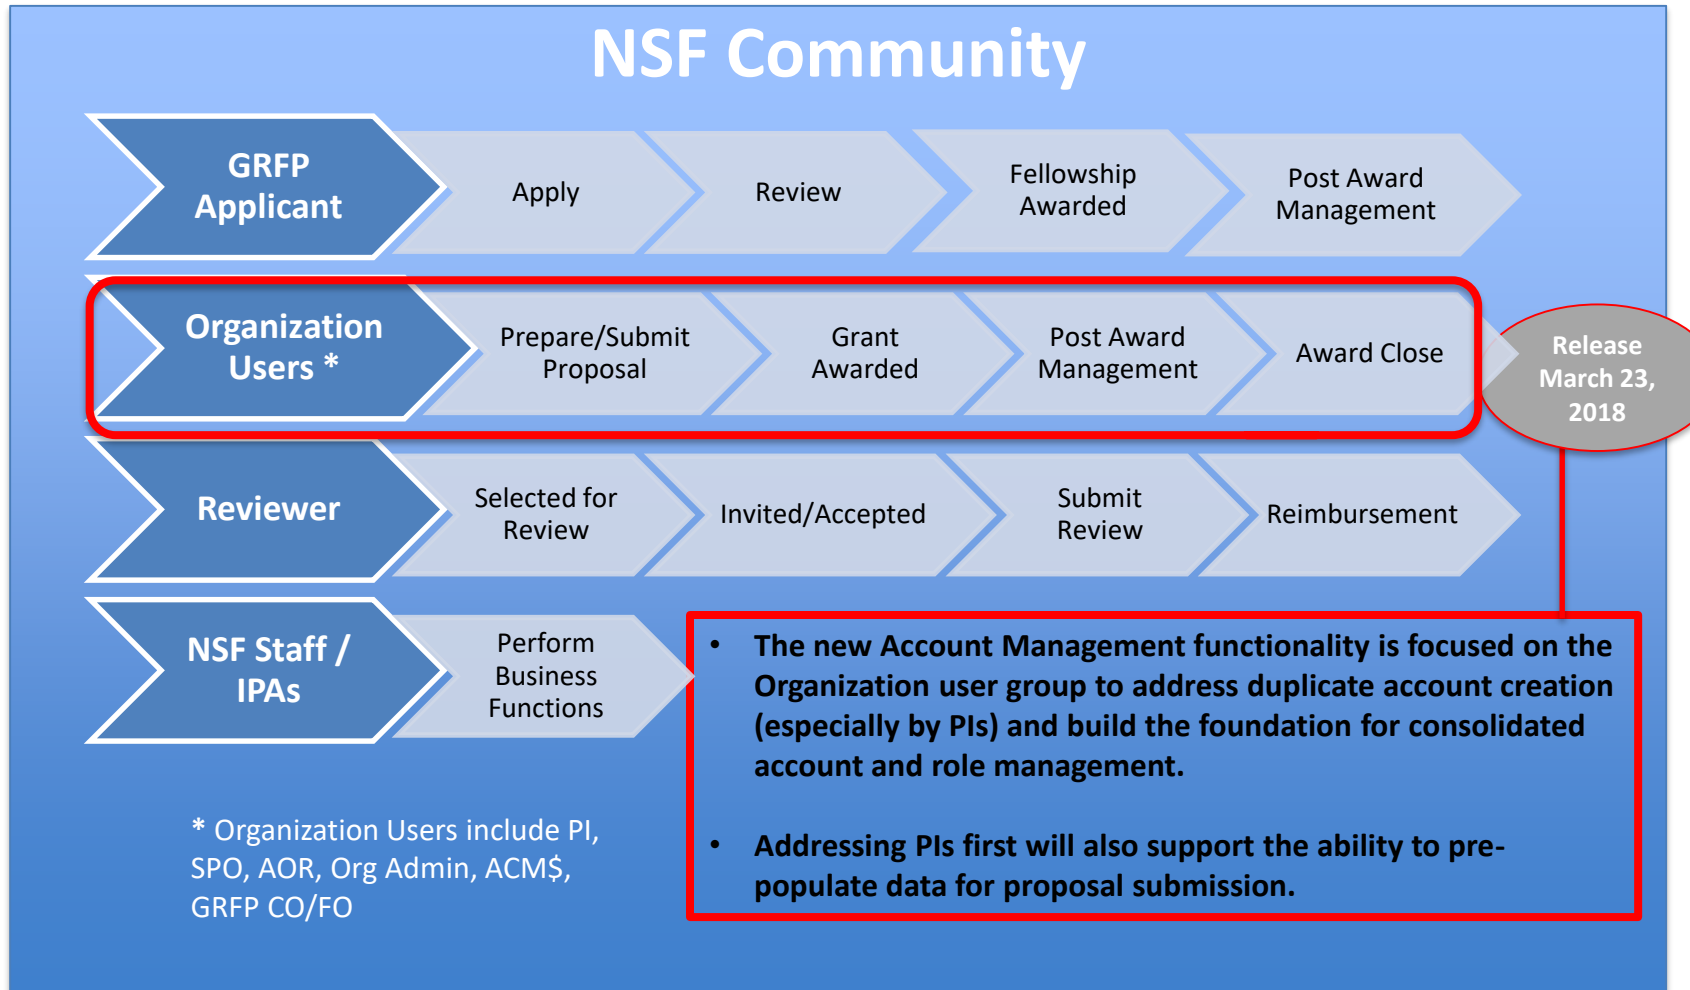 NSF Community
GRFP
Applicant
Apply
Review
Fellowship
Awarded
Post Award
Management
Organization
Users *
Prepare/Submit
Proposal
Grant
Awarded
Post Award
Management
Award Close
Release
March 23,
2018
Reviewer
Selected for
Review
Invited/Accepted
Submit
Review
Reimbursement
NSF Staff /
IPAs
Perform
Business
Functions
• The new Account Management functionality is focused on the
Organization user group to address duplicate account creation
(especially by PIs) and build the foundation for consolidated
account and role management.
• Addressing PIs first will also support the ability to pre-
populate data for proposal submission.
* Organization Users include PI,
SPO, AOR, Org Admin, ACM$,
GRFP CO/FO